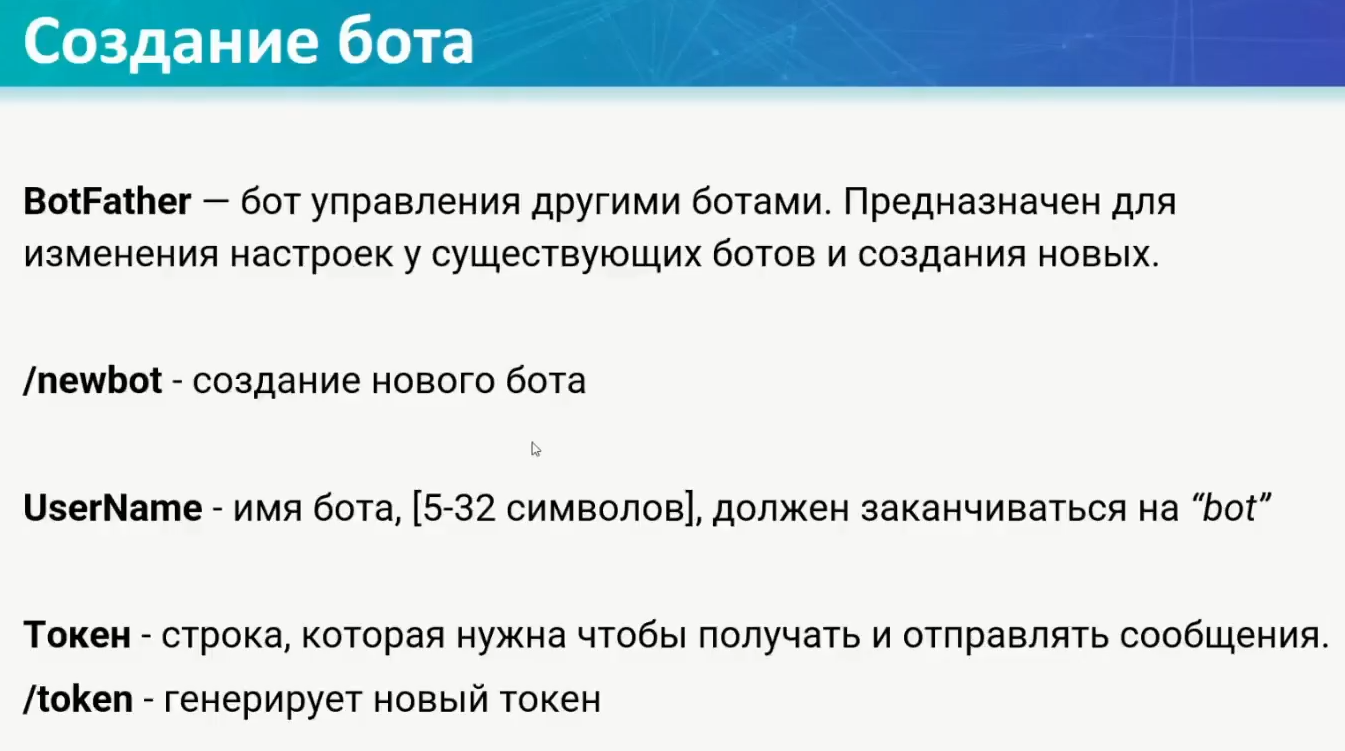 Создание бота
BotFather — бот управления другими ботами. Предназначен для
изменения настроек у существующих ботов и создания новых.
/newbot - создание нового бота
UserName - имя бота, [5-32 символов], должен заканчиваться на “bot”
Токен - строка, которая нужна чтобы получать и отправлять сообщения.
/token - генерирует новый токен